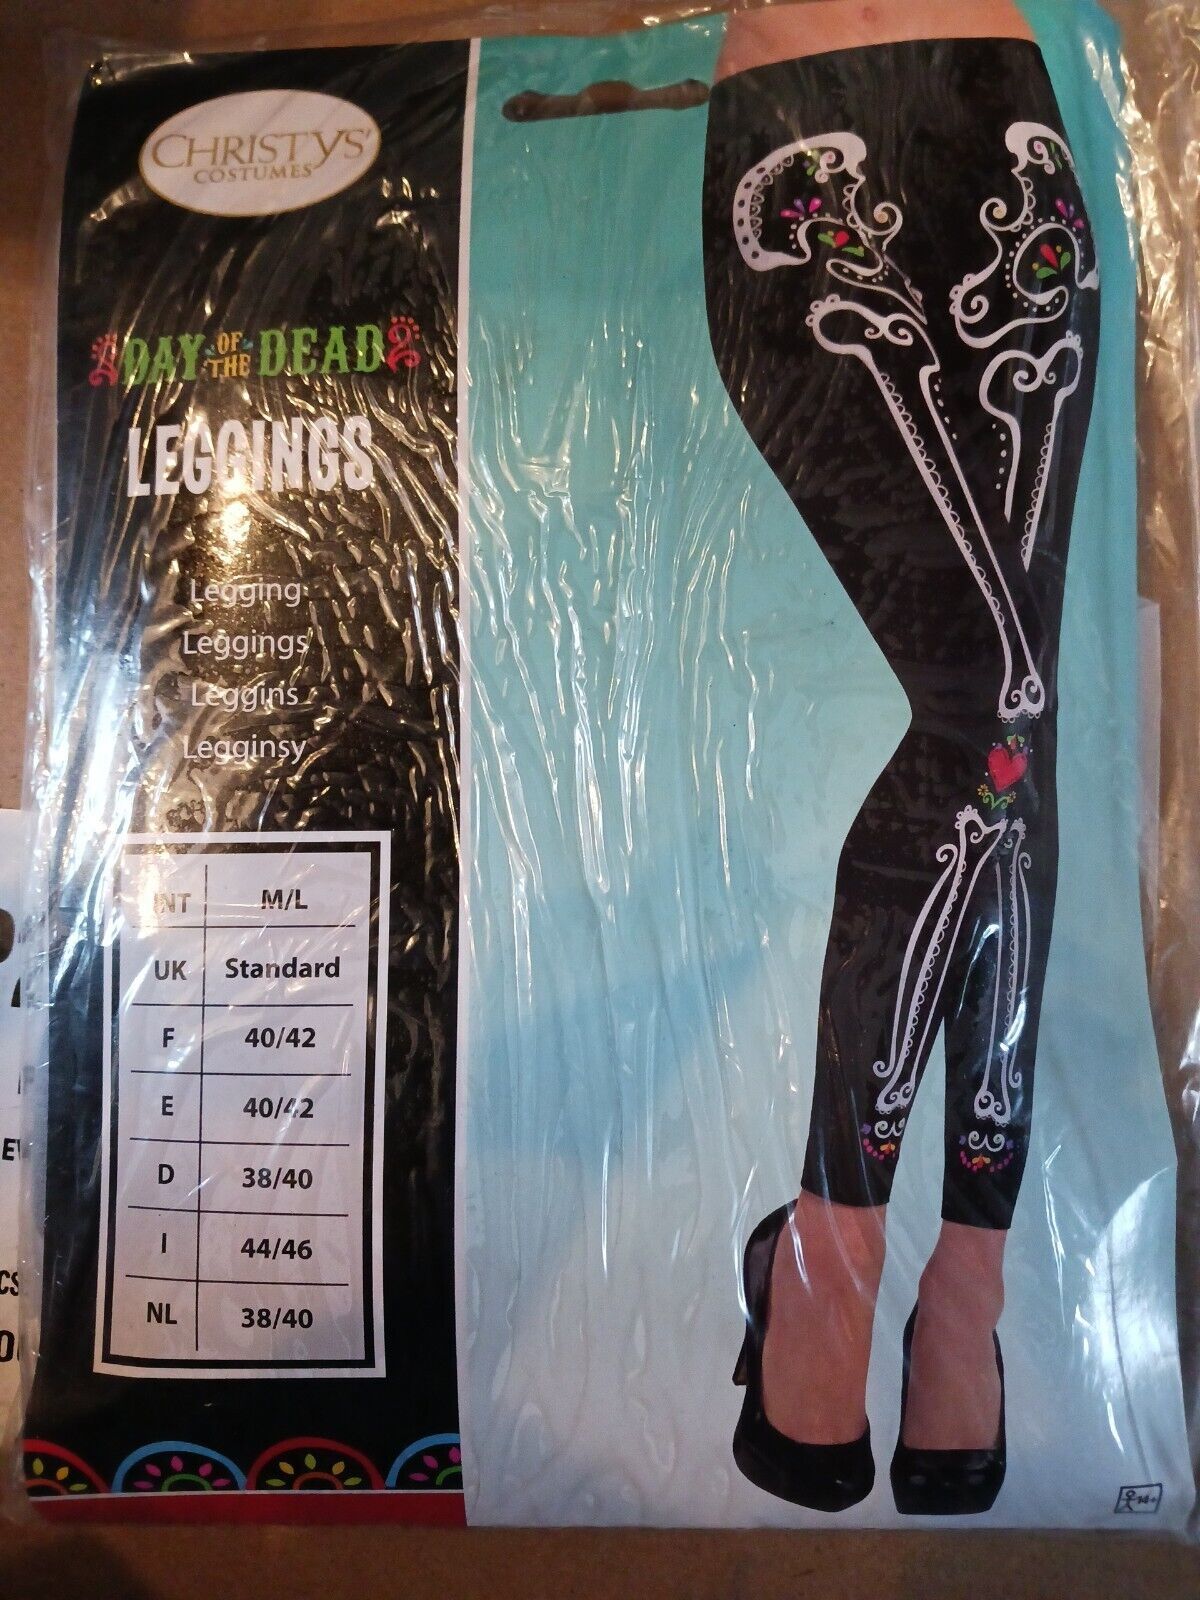 CHRISTYS'
COSTUMES
DAY OF THE DEAD
LEGGINGS
Legging
Leggings
Leggins
Legginsy
INT M/L
UK Standard
F 40/42
E 40/42
D 38/40
I 44/46
NL 38/40
14+